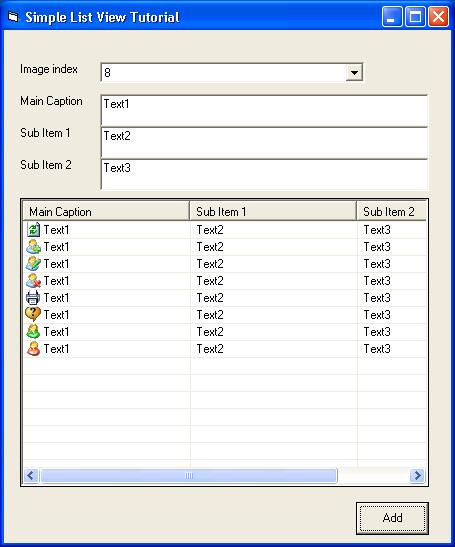 Simple List View Tutorial
Image index 8
Main Caption Text1
Sub Item 1 Text2
Sub Item 2 Text3
Main Caption Sub Item 1 Sub Item 2
Text1 Text2 Text3
Text1 Text2 Text3
Text1 Text2 Text3
Text1 Text2 Text3
Text1 Text2 Text3
Text1 Text2 Text3
Text1 Text2 Text3
Text1 Text2 Text3
Add